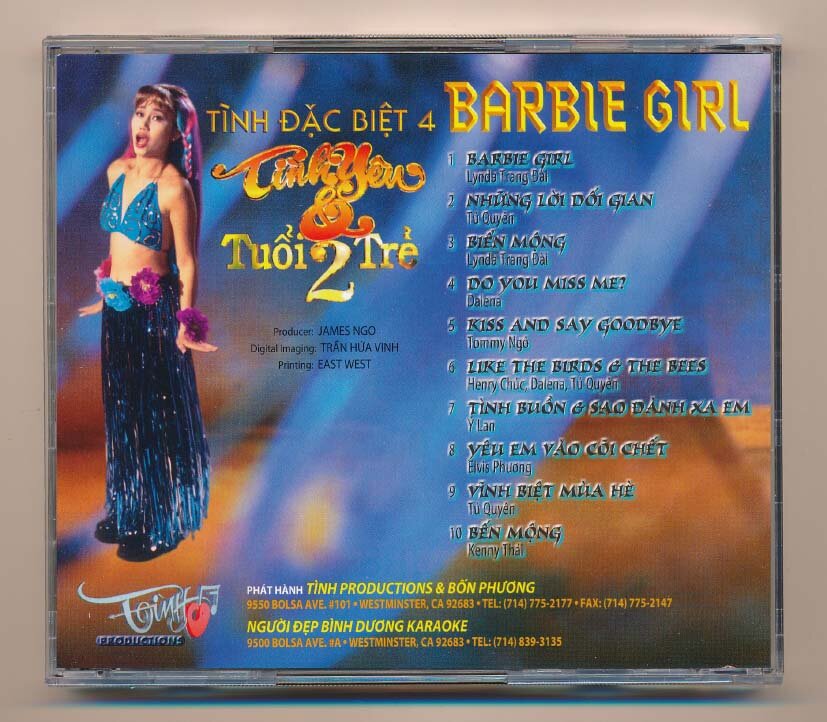 TÌNH ĐẶC BIỆT 4 BARBIE GIRL
Tình Yêu
&
Tuổi 2 Trẻ
Producer: JAMES NGO
Digital Imaging: TRẦN HỨA VINH
Printing: EAST WEST
1 BARBIE GIRL
Lynda Trang Đài
2 NHỮNG LỜI DỐI GIAN
Tú Quyên
3 BIỂN MỘNG
Lynda Trang Đài
4 DO YOU MISS ME?
Dalena
5 KISS AND SAY GOODBYE
Tommy Ngô
6 LIKE THE BIRDS & THE BEES
Henry Chúc, Dalena, Tú Quyên
7 TÌNH BUỒN & SAO ĐÀNH XA EM
Ý Lan
8 YÊU EM VÀO CÕI CHẾT
Elvis Phương
9 VĨNH BIỆT MÙA HÈ
Tú Quyên
10 BẾN MỘNG
Kenny Thái
Tình
PRODUCTIONS
PHÁT HÀNH TÌNH PRODUCTIONS & BỐN PHƯƠNG
9550 BOLSA AVE. #101 • WESTMINSTER, CA 92683 • TEL: (714) 775-2177 • FAX: (714) 775-2147
NGƯỜI ĐẸP BÌNH DƯƠNG KARAOKE
9500 BOLSA AVE. #A • WESTMINSTER, CA 92683 • TEL: (714) 839-3135